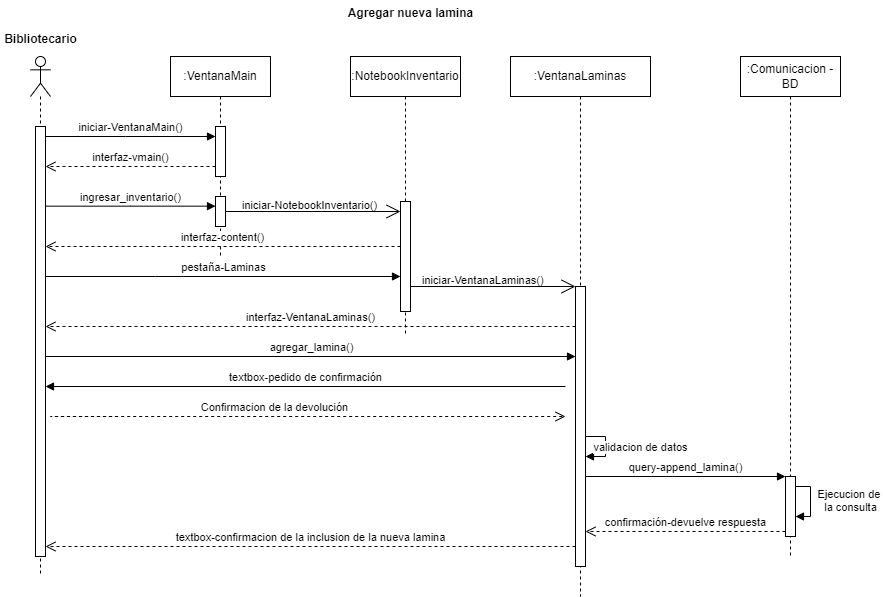 Agregar nueva lamina
Bibliotecario
:VentanaMain
:NotebookInventario
:VentanaLaminas
:Comunicacion -
BD
iniciar-VentanaMain()
interfaz-vmain()
ingresar_inventario()
iniciar-NotebookInventario()
interfaz-content()
pestaña-Laminas
iniciar-VentanaLaminas()
interfaz-VentanaLaminas()
agregar_lamina()
textbox-pedido de confirmación
Confirmacion de la devolución
validacion de datos
query-append_lamina()
Ejecucion de
la consulta
confirmación-devuelve respuesta
textbox-confirmacion de la inclusion de la nueva lamina